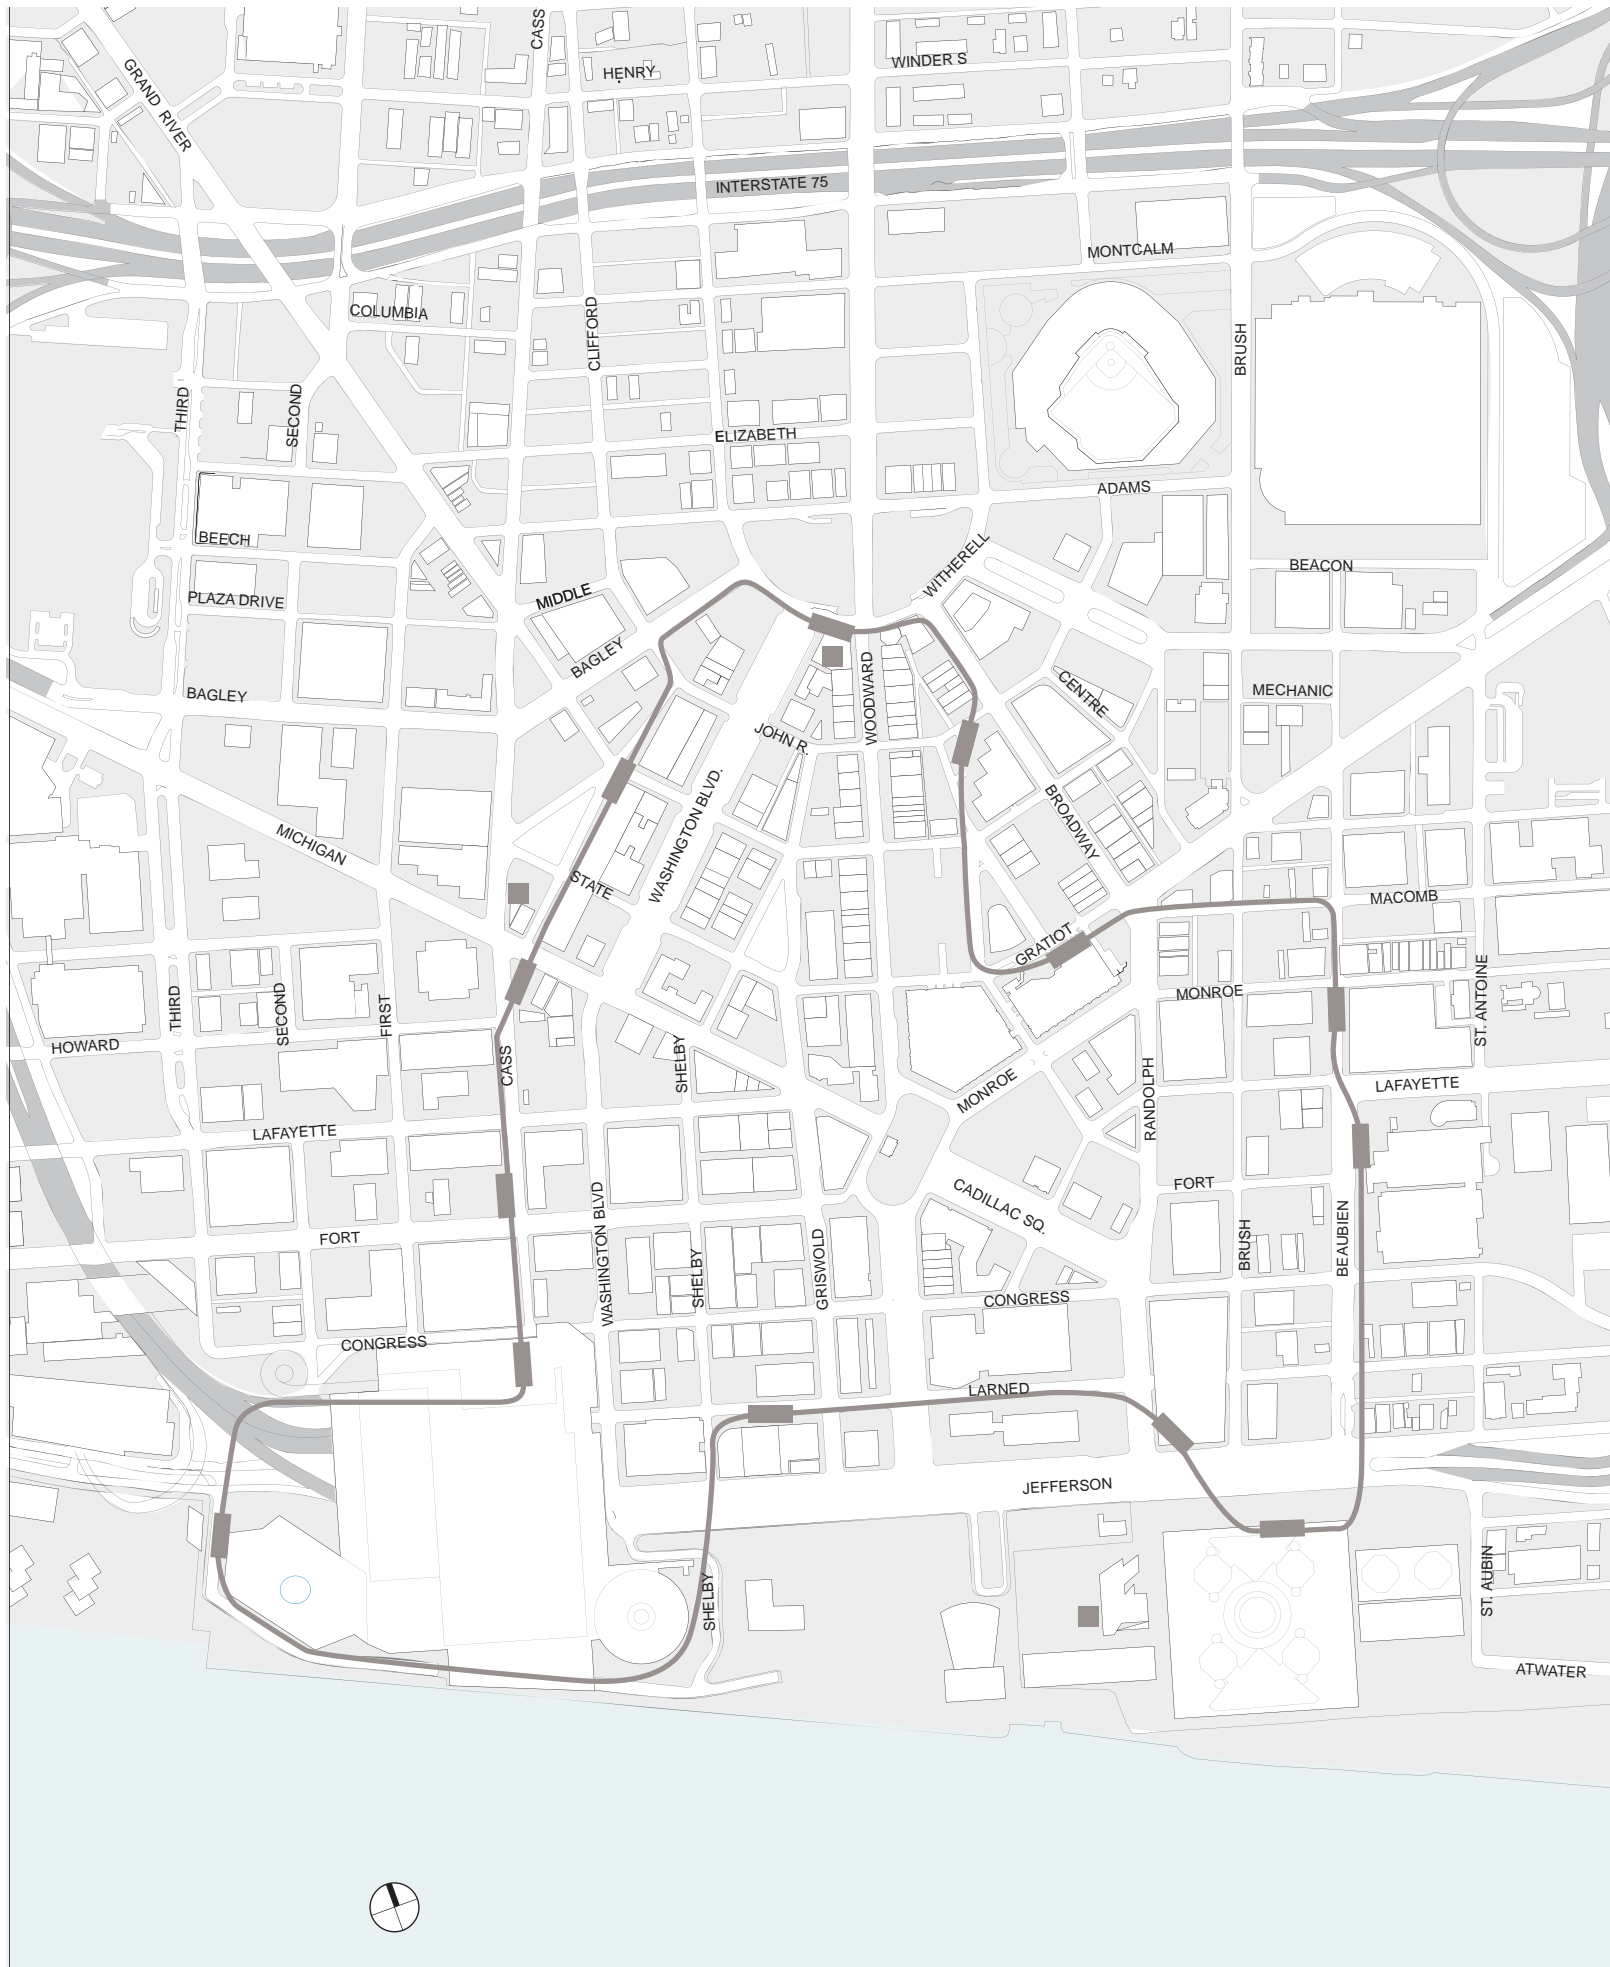 CASS
GRAND RIVER
HENRY
WINDER S
INTERSTATE 75
MONTCALM
COLUMBIA
CLIFFORD
BRUSH
THIRD
SECOND
ELIZABETH
ADAMS
BEECH
WITHERELL
BEACON
PLAZA DRIVE
MIDDLE
BAGLEY
BAGLEY
WOODWARD
CENTRE
MECHANIC
JOHN R.
WASHINGTON BLVD.
BROADWAY
MICHIGAN
STATE
MACOMB
GRATIOT
THIRD
SECOND
FIRST
MONROE
ST. ANTOINE
HOWARD
CASS
SHELBY
MONROE
RANDOLPH
LAFAYETTE
LAFAYETTE
CADILLAC SQ.
FORT
FORT
WASHINGTON BLVD
SHELBY
GRISWOLD
BRUSH
BEAUBIEN
CONGRESS
CONGRESS
LARNED
JEFFERSON
SHELBY
ST. AUBIN
ATWATER